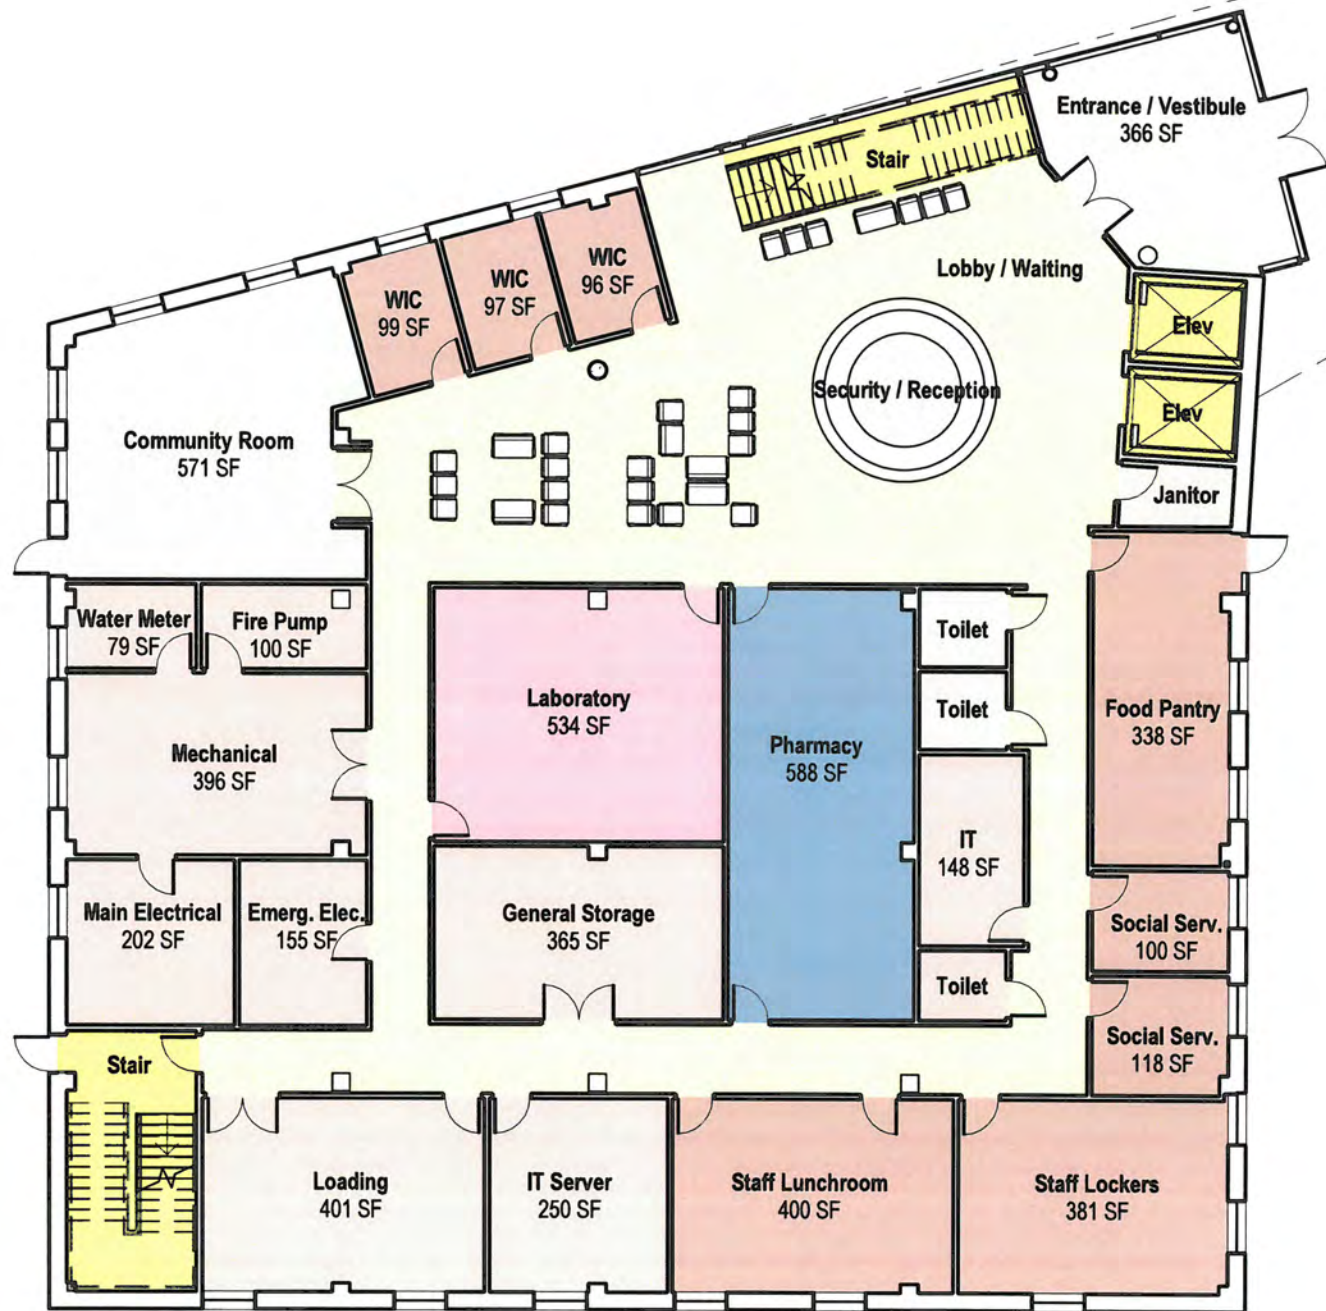 Entrance / Vestibule
366 SF
Stair
Lobby / Waiting
WIC
96 SF
WIC
97 SF
WIC
99 SF
Elev
Elev
Security / Reception
Community Room
571 SF
Janitor
Water Meter
79 SF
Fire Pump
100 SF
Toilet
Laboratory
534 SF
Toilet
Food Pantry
338 SF
Pharmacy
588 SF
Mechanical
396 SF
IT
148 SF
Main Electrical
202 SF
Emerg. Elec.
155 SF
General Storage
365 SF
Social Serv.
100 SF
Toilet
Social Serv.
118 SF
Stair
Loading
401 SF
IT Server
250 SF
Staff Lunchroom
400 SF
Staff Lockers
381 SF